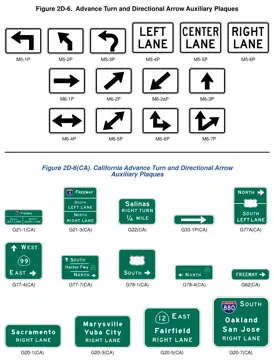 Figure 2D-6. Advance Turn and Directional Arrow Auxiliary Plaques
LEFT
LANE
CENTER
LANE
RIGHT
LANE
M5-1P
M5-2P
M5-3P
M5-4P
M5-5P
M5-6P
M6-1P
M6-2P
M6-2aP
M6-3P
M6-4P
M6-5P
M6-6P
M6-7P
Figure 2D-6(CA). California Advance Turn and Directional Arrow
Auxiliary Plaques
FREEWAY
SOUTH
LEFT LANE
NORTH
RIGHT LANE
Salinas
RIGHT TURN
1/4 MILE
NORTH
SOUTH
LEFT LANE
G21-1(CA)
G21-3(CA)
G22(CA)
G33-1P(CA)
G77A(CA)
WEST
99
EAST
SOUTH
Harbor Fwy
NORTH
SOUTH
NORTH
FREEWAY
G77-4(CA)
G77-7(CA)
G78-1(CA)
G78-4(CA)
G82(CA)
Sacramento
RIGHT LANE
Marysville
Yuba City
RIGHT LANE
12 EAST
Fairfield
RIGHT LANE
880 SOUTH
Oakland
San Jose
RIGHT LANE
G20-1(CA)
G20-3(CA)
G20-5(CA)
G20-7(CA)